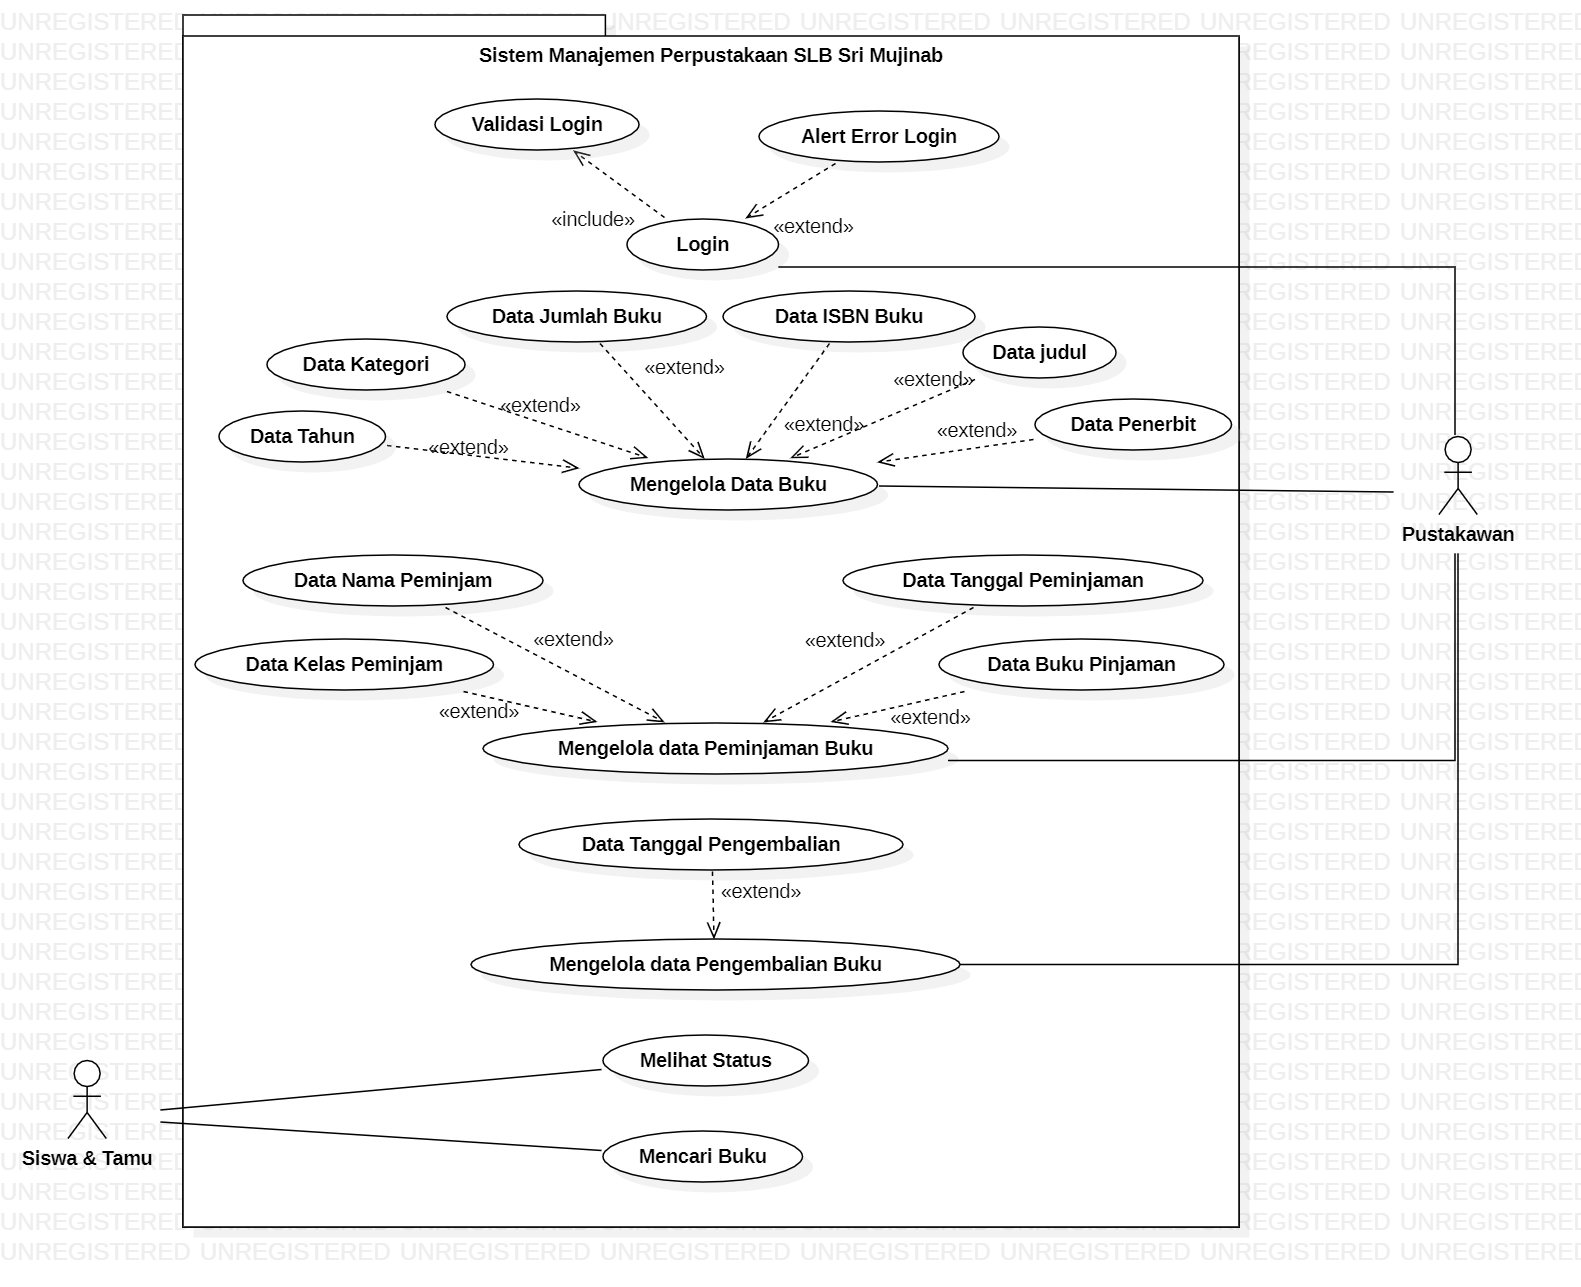 Sistem Manajemen Perpustakaan SLB Sri Mujinab
Validasi Login
Alert Error Login
«include»
«extend»
Login
Data Jumlah Buku
Data ISBN Buku
Data judul
Data Kategori
«extend»
«extend»
«extend»
Data Tahun
«extend»
«extend»
«extend»
Data Penerbit
Mengelola Data Buku
Pustakawan
Data Nama Peminjam
Data Tanggal Peminjaman
«extend»
«extend»
Data Kelas Peminjam
Data Buku Pinjaman
«extend»
«extend»
Mengelola data Peminjaman Buku
Data Tanggal Pengembalian
«extend»
Mengelola data Pengembalian Buku
Melihat Status
Mencari Buku
Siswa & Tamu
UNREGISTERED